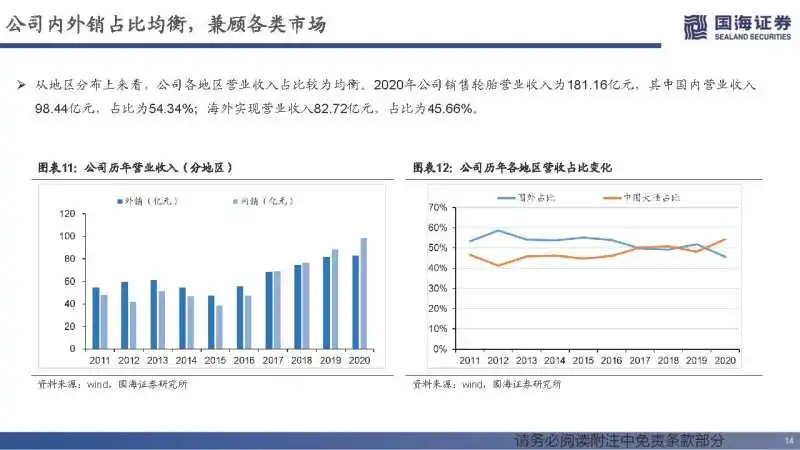 公司内外销占比均衡，兼顾各类市场
国海证券
SEALAND SECURITIES
从地区分布上来看，公司各地区营业收入占比较为均衡。2020年公司销售轮胎营业收入为181.16亿元，其中国内营业收入
98.44亿元，占比为54.34%；海外实现营业收入82.72亿元，占比为45.66%。
图表11：公司历年营业收入（分地区）
外销（亿元） 内销（亿元）
120
100
80
60
40
20
0
2011 2012 2013 2014 2015 2016 2017 2018 2019 2020
资料来源：wind，国海证券研究所
图表12：公司历年各地区营收占比变化
国外占比 中国大陆占比
70%
60%
50%
40%
30%
20%
10%
0%
2011 2012 2013 2014 2015 2016 2017 2018 2019 2020
资料来源：wind，国海证券研究所
请务必阅读附注中免责条款部分
14